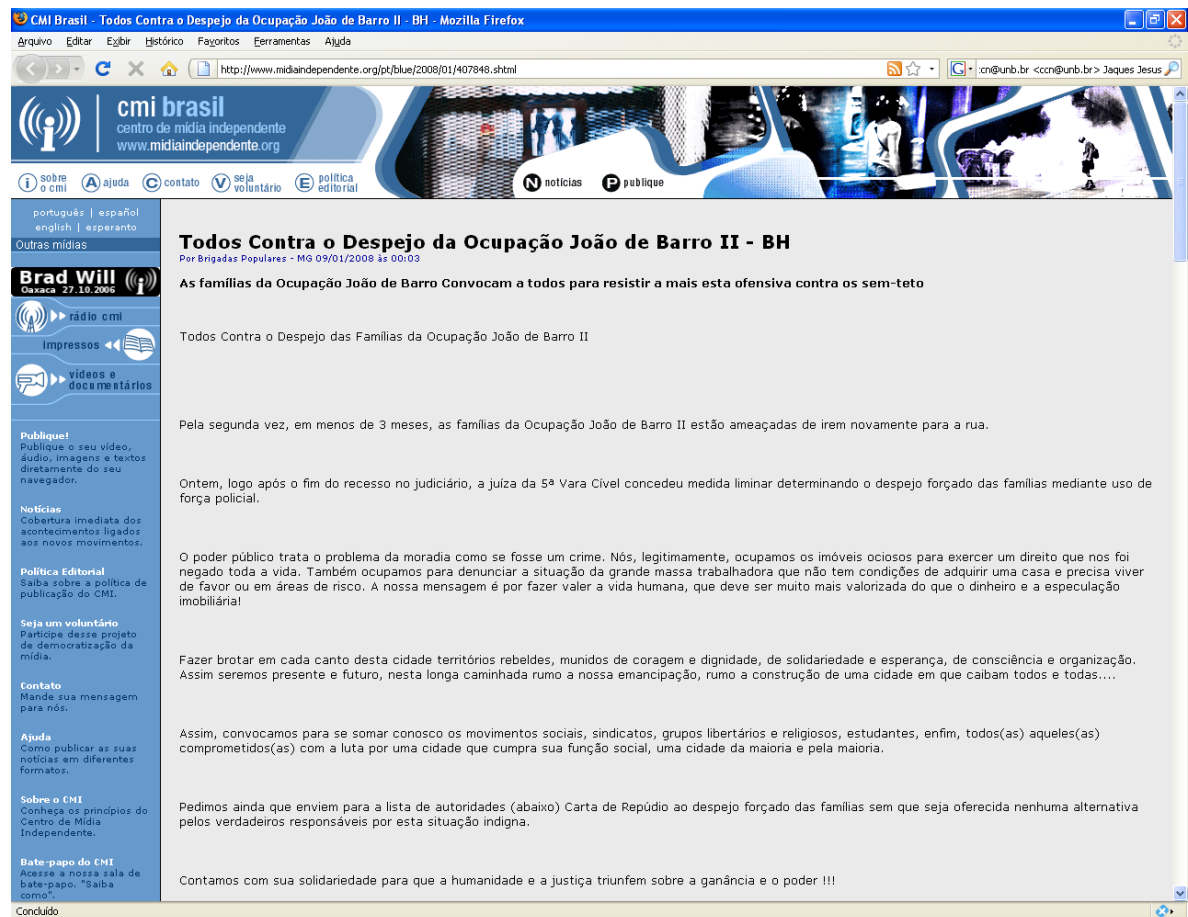 CMI Brasil - Todos Contra o Despejo da Ocupação João de Barro II - BH - Mozilla Firefox
Arquivo Editar Exibir Histórico Favoritos Ferramentas Ajuda
http://www.midiaindependente.org/pt/blue/2008/01/407848.shtml
:cn@unb.br <ccn@unb.br> Jaques Jesus
cmi brasil
centro de mídia independente
www.midiaindependente.org
sobre o cmi
ajuda
contato
seja voluntário
política editorial
notícias
publique
português | español
english | esperanto
Outras mídias
Brad Will
Oaxaca 27.10.2006
rádio cmi
impressos
vídeos e
documentários
Publique!
Publique o seu vídeo,
áudio, imagens e textos
diretamente do seu
navegador.
Notícias
Cobertura imediata dos
acontecimentos ligados
aos novos movimentos.
Política Editorial
Saiba sobre a política de
publicação do CMI.
Seja um voluntário
Participe desse projeto
de democratização da
mídia.
Contato
Mande sua mensagem
para nós.
Ajuda
Como publicar as suas
notícias em diferentes
formatos.
Sobre o CMI
Conheça os princípios do
Centro de Mídia
Independente.
Bate-papo do CMI
Acesse a nossa sala de
bate-papo. "Saiba
como".
Todos Contra o Despejo da Ocupação João de Barro II - BH
Por Brigadas Populares - MG 09/01/2008 às 00:03
As famílias da Ocupação João de Barro Convocam a todos para resistir a mais esta ofensiva contra os sem-teto
Todos Contra o Despejo das Famílias da Ocupação João de Barro II
Pela segunda vez, em menos de 3 meses, as famílias da Ocupação João de Barro II estão ameaçadas de irem novamente para a rua.
Ontem, logo após o fim do recesso no judiciário, a juíza da 5ª Vara Cível concedeu medida liminar determinando o despejo forçado das famílias mediante uso de
força policial.
O poder público trata o problema da moradia como se fosse um crime. Nós, legitimamente, ocupamos os imóveis ociosos para exercer um direito que nos foi
negado toda a vida. Também ocupamos para denunciar a situação da grande massa trabalhadora que não tem condições de adquirir uma casa e precisa viver
de favor ou em áreas de risco. A nossa mensagem é por fazer valer a vida humana, que deve ser muito mais valorizada do que o dinheiro e a especulação
imobiliária!
Fazer brotar em cada canto desta cidade territórios rebeldes, munidos de coragem e dignidade, de solidariedade e esperança, de consciência e organização.
Assim seremos presente e futuro, nesta longa caminhada rumo a nossa emancipação, rumo a construção de uma cidade em que caibam todos e todas....
Assim, convocamos para se somar conosco os movimentos sociais, sindicatos, grupos libertários e religiosos, estudantes, enfim, todos(as) aqueles(as)
comprometidos(as) com a luta por uma cidade que cumpra sua função social, uma cidade da maioria e pela maioria.
Pedimos ainda que enviem para a lista de autoridades (abaixo) Carta de Repúdio ao despejo forçado das famílias sem que seja oferecida nenhuma alternativa
pelos verdadeiros responsáveis por esta situação indigna.
Contamos com sua solidariedade para que a humanidade e a justiça triunfem sobre a ganância e o poder !!!
Concluído